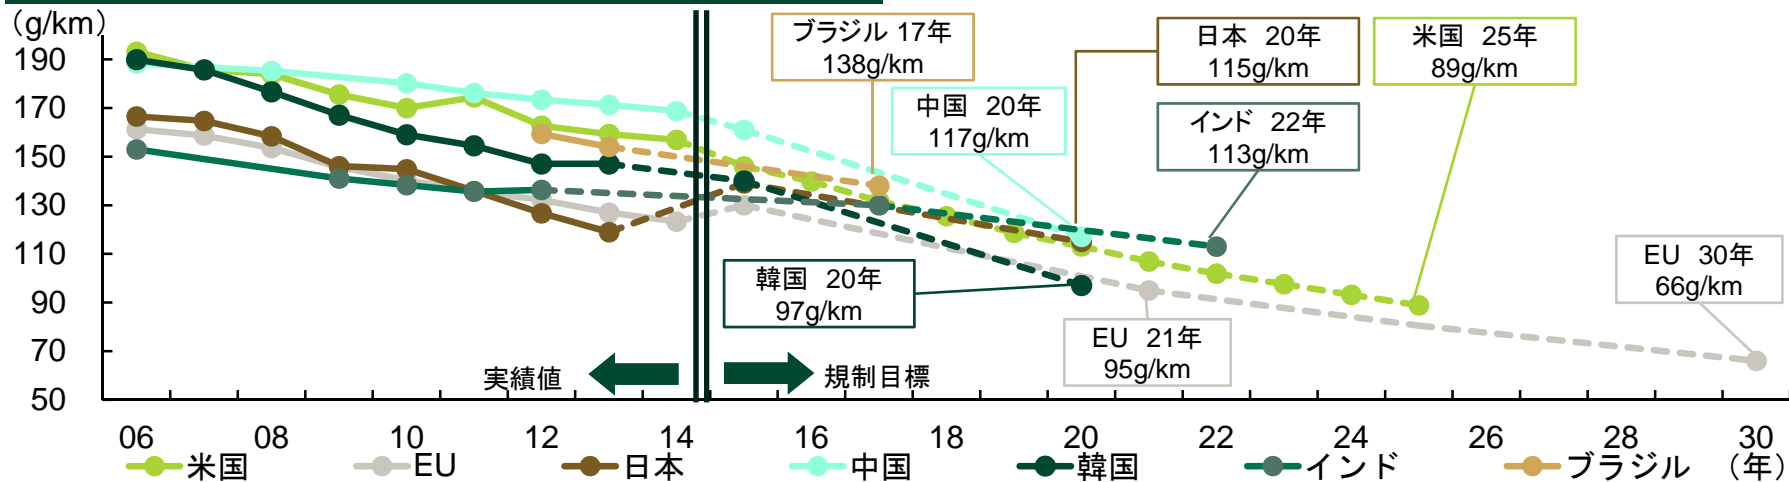 （g/km）
190
170
150
130
110
90
70
50
ブラジル 17年
138g/km
中国 20年
117g/km
日本 20年
115g/km
インド 22年
113g/km
米国 25年
89g/km
韓国 20年
97g/km
EU 21年
95g/km
EU 30年
66g/km
実績値
規制目標
06 08 10 12 14 16 18 20 22 24 26 28 30
米国 EU 日本 中国 韓国 インド ブラジル （年）